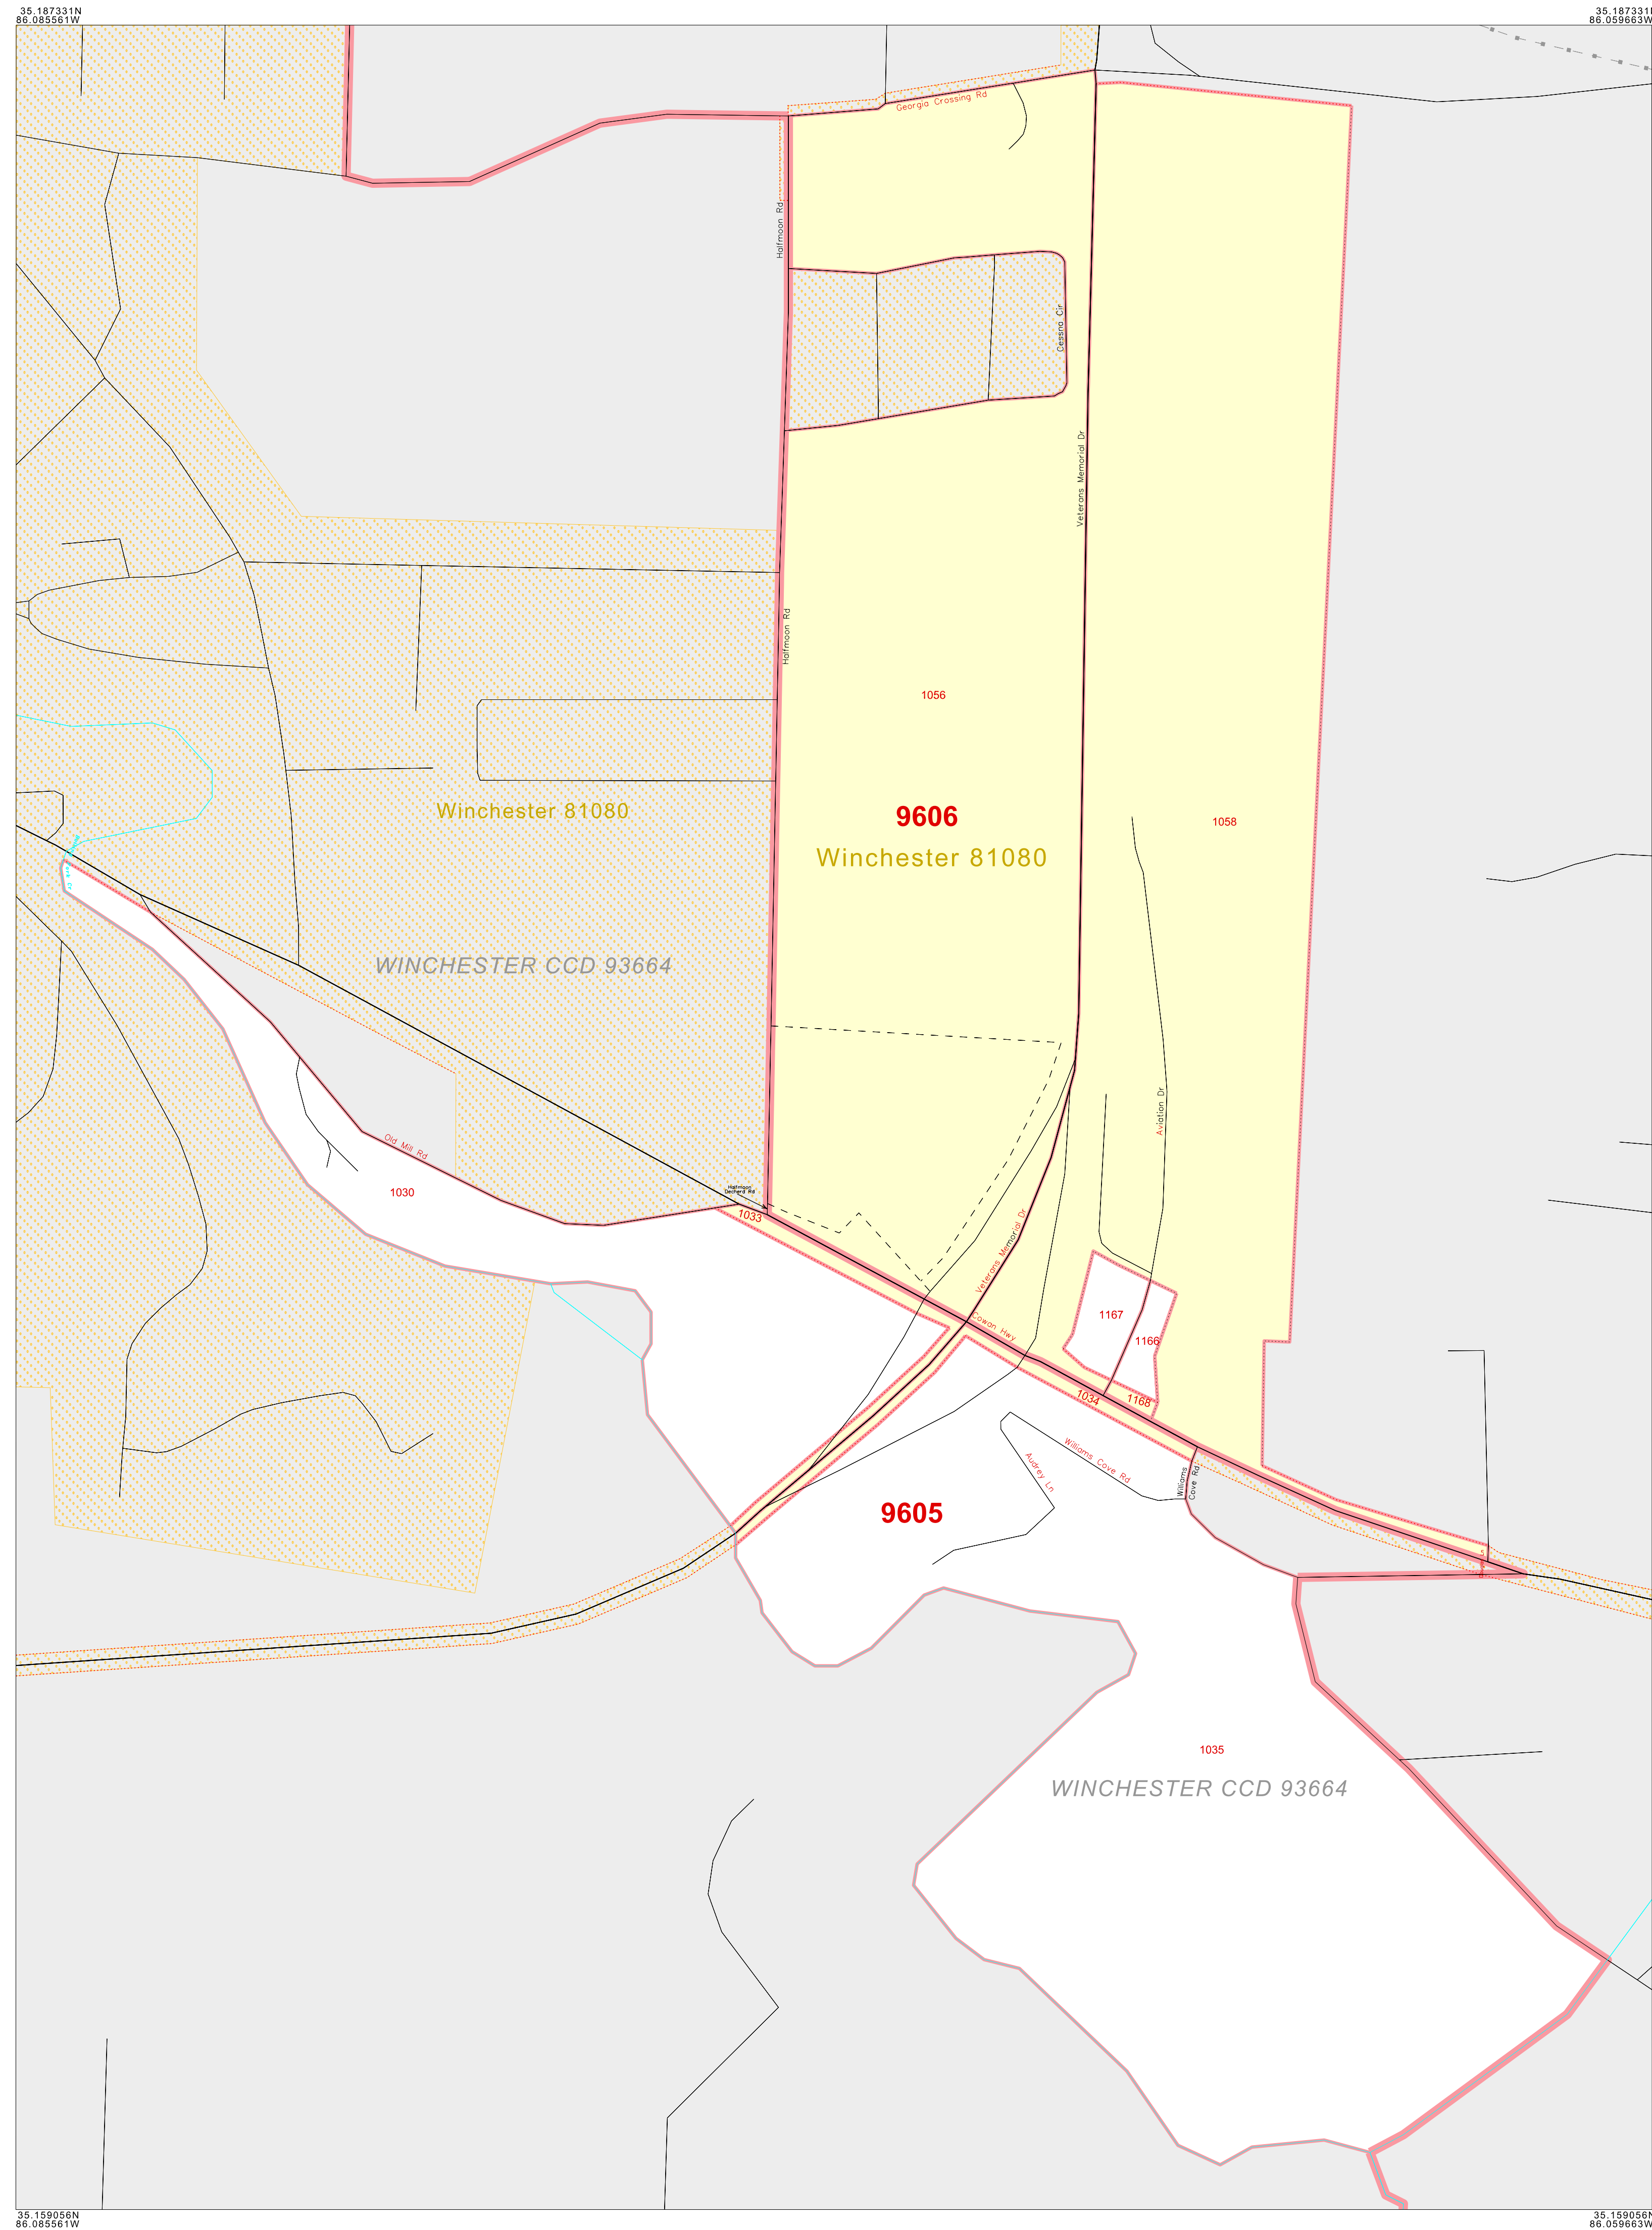 35.187331N
86.085561W
35.187331N
86.059663W
Georgia Crossing Rd
Halfmoon Rd
Cessna Cir
Veterans Memorial Dr
Halfmoon Rd
1056
Winchester 81080
9606
Winchester 81080
1058
WINCHESTER CCD 93664
Aviation Dr
Old Mill Rd
1030
Halfmoon
Decherd Rd
1033
Veterans Memorial Dr
Cowan Hwy
1167
1166
1034
1168
Williams Cove Rd
Audrey Ln
Williams
Cove Rd
9605
1035
WINCHESTER CCD 93664
35.159056N
86.085561W
35.159056N
86.059663W